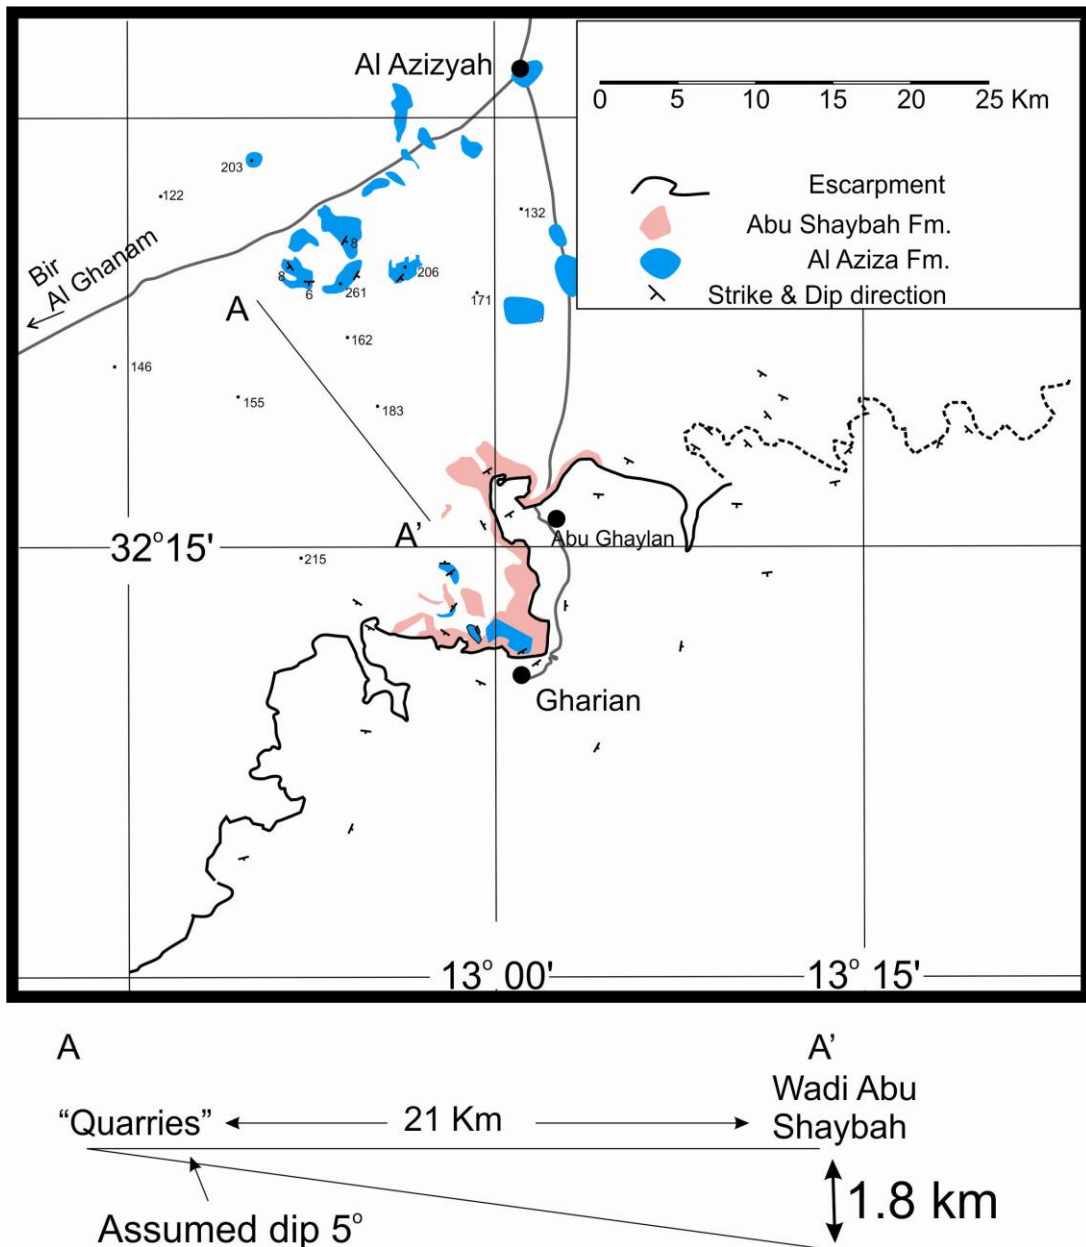 Al Azizyah
0 5 10 15 20 25 Km
Escarpment
Abu Shaybah Fm.
Al Aziza Fm.
Strike & Dip direction
203
122
132
8
206
8
6
261
171
Bir
Al Ghanam
A
162
146
155
183
A'
Abu Ghaylan
32°15'
215
Gharian
13° 00'
13° 15'
A
A'
"Quarries"
21 Km
Wadi Abu
Shaybah
1.8 km
Assumed dip 5°